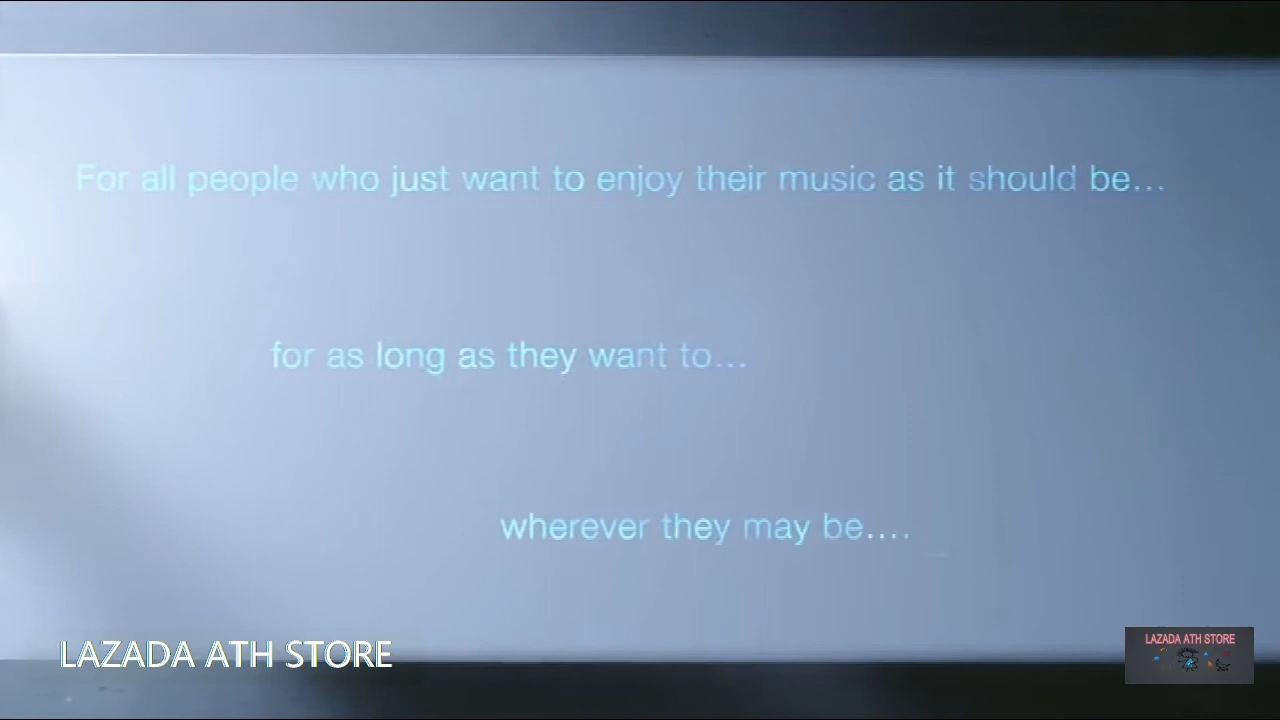 For all people who just want to enjoy their music as it should be...
for as long as they want to...
wherever they may be....
LAZADA ATH STORE
LAZADA ATH STORE